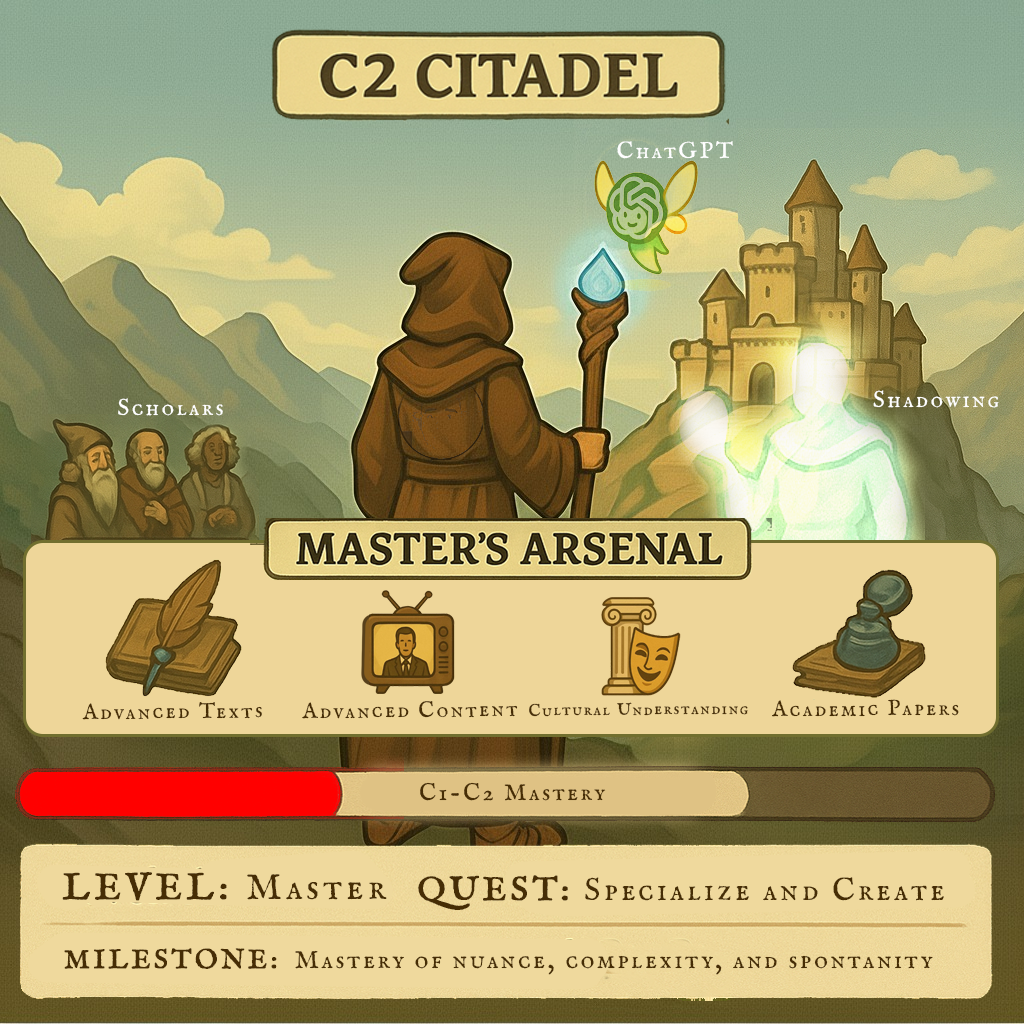 C2 CITADEL
ChatGPT
Scholars
Shadowing
MASTER'S ARSENAL
Advanced Texts
Advanced Content
Cultural Understanding
Academic Papers
C1-C2 Mastery
LEVEL: Master QUEST: Specialize and Create
MILESTONE: Mastery of nuance, complexity, and spontanity